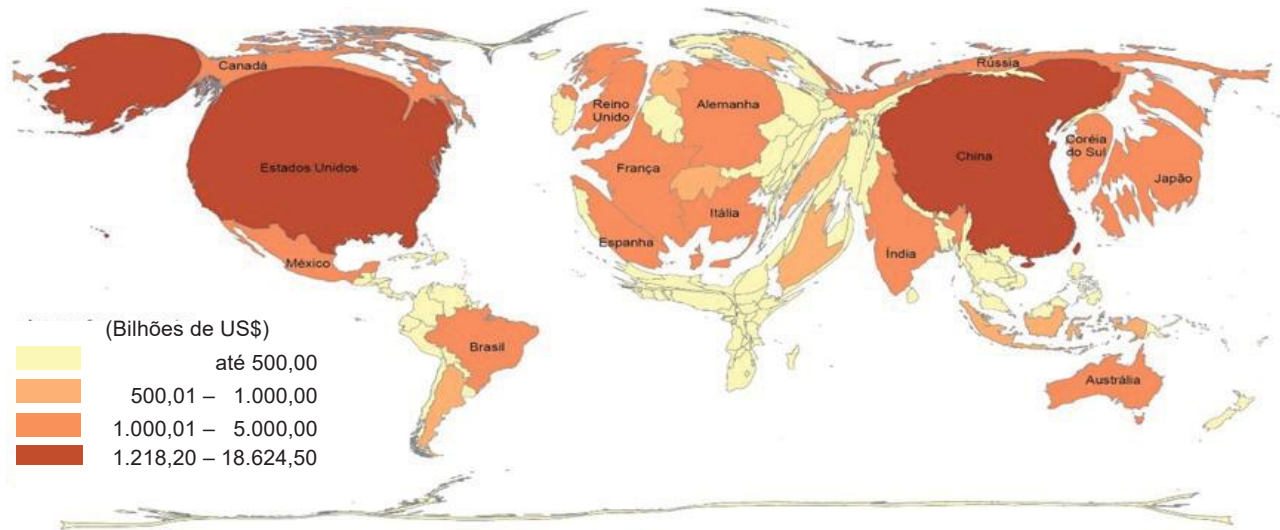 Canadá
Rússia
Reino
Unido
Alemanha
Coréia
do Sul
Estados Unidos
França
China
Japão
Itália
Espanha
Índia
México
(Bilhões de US$)
Brasil
até 500,00
Austrália
500,01 – 1.000,00
1.000,01 – 5.000,00
1.218,20 – 18.624,50